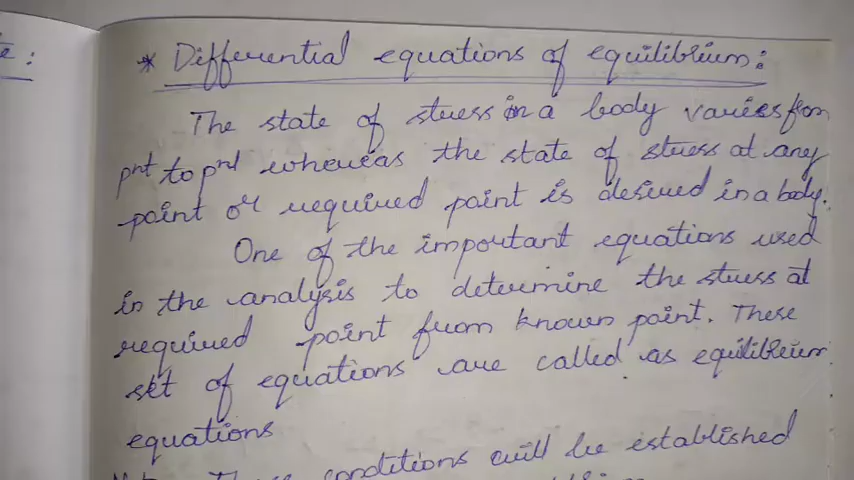 * Differential equations of equilibrium:
The state of stress in a body varies from
pnt to pnt whereas the state of stress at any
point or required point is desired in a body.
One of the important equations used
in the analysis to determine the stress at
required point from known point. These
set of equations are called as equilibrium
equations
conditions will be established